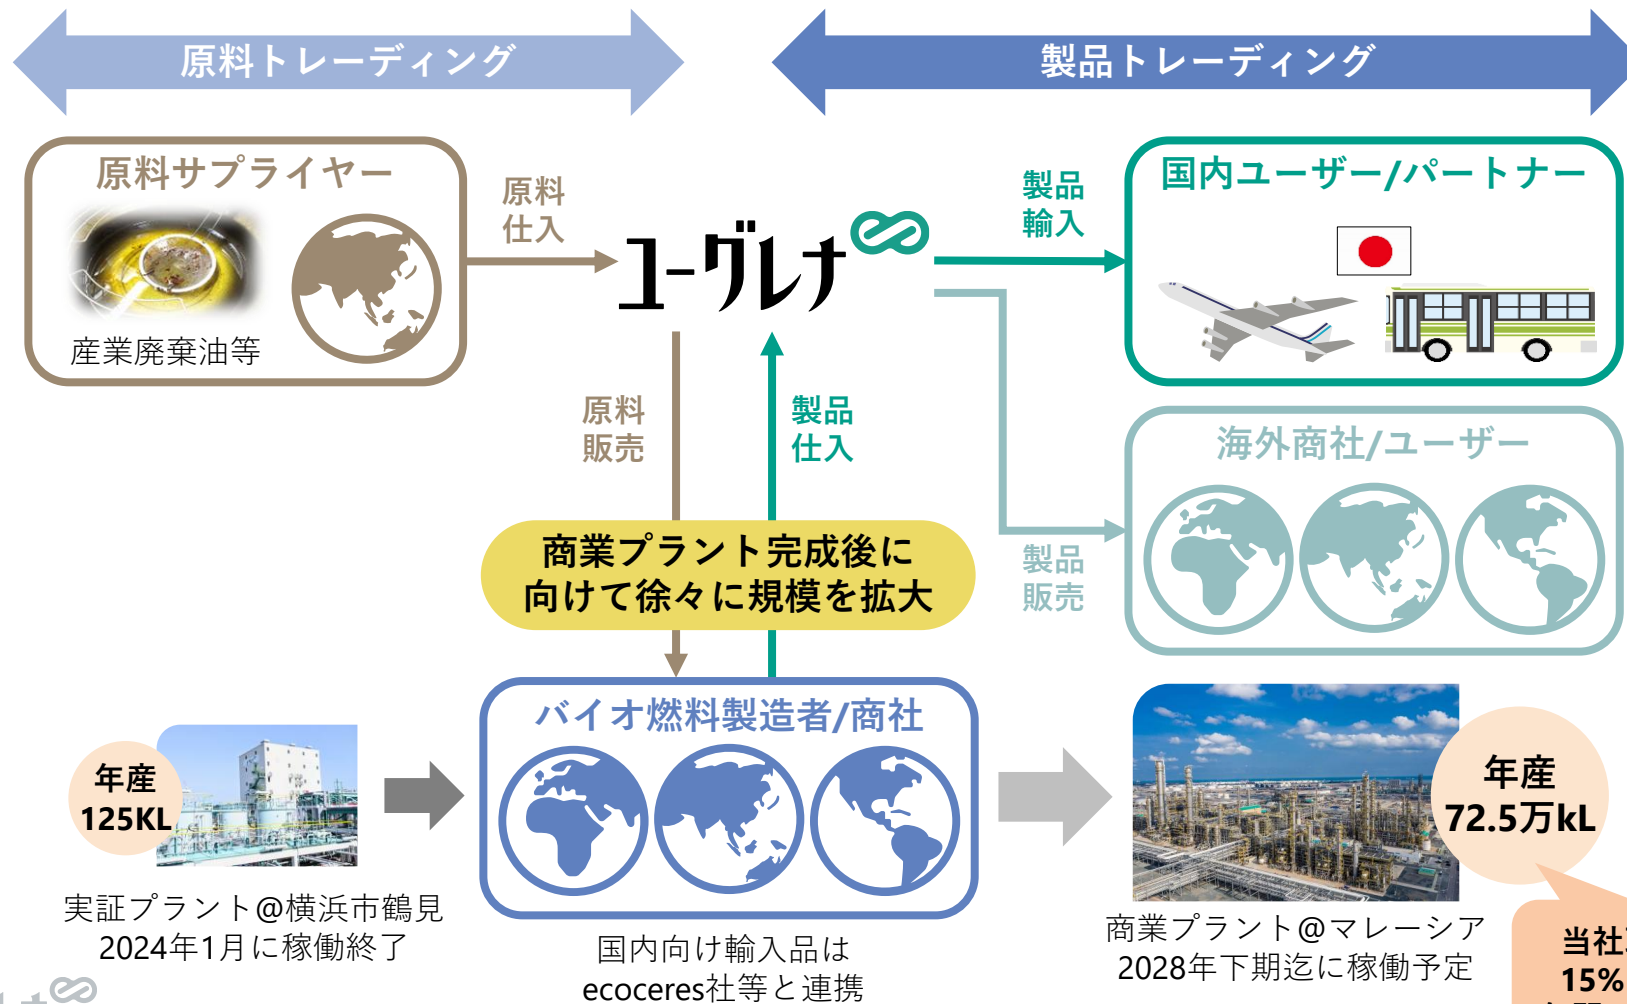 原料トレーディング
製品トレーディング
原料サプライヤー
産業廃棄油等
原料
仕入
ユーグレナ
製品
輸入
国内ユーザー/パートナー
原料
販売
製品
仕入
海外商社/ユーザー
製品
販売
商業プラント完成後に
向けて徐々に規模を拡大
バイオ燃料製造者/商社
年産
125KL
実証プラント@横浜市鶴見
2024年1月に稼働終了
国内向け輸入品は
ecoceres社等と連携
年産
72.5万kL
商業プラント@マレーシア
2028年下期迄に稼働予定
当社
15%